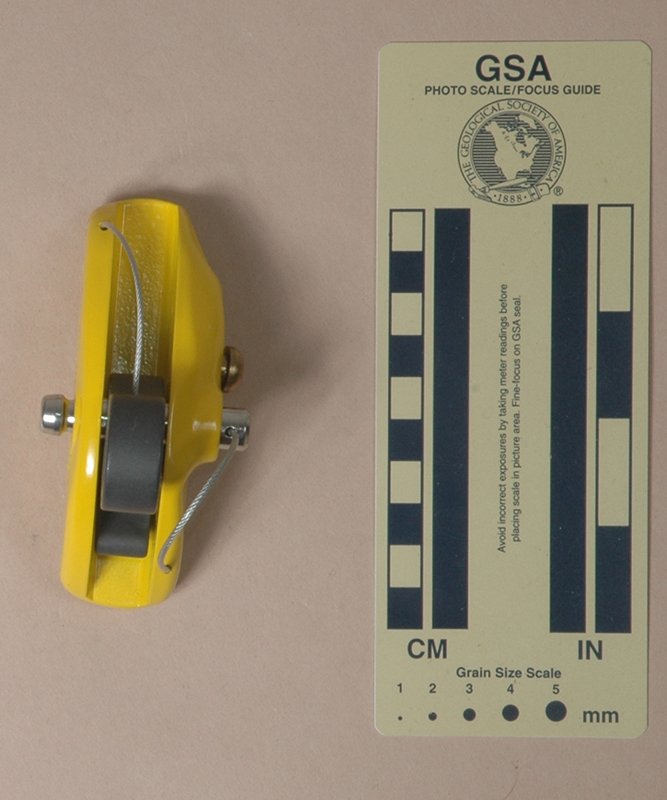 GSA
PHOTO SCALE/FOCUS GUIDE
THE GEOLOGICAL SOCIETY OF AMERICA
·1888·
®
Avoid incorrect exposures by taking meter readings before
placing scale in picture area. Fine-focus on GSA seal.
CM
IN
Grain Size Scale
1 2 3 4 5
mm